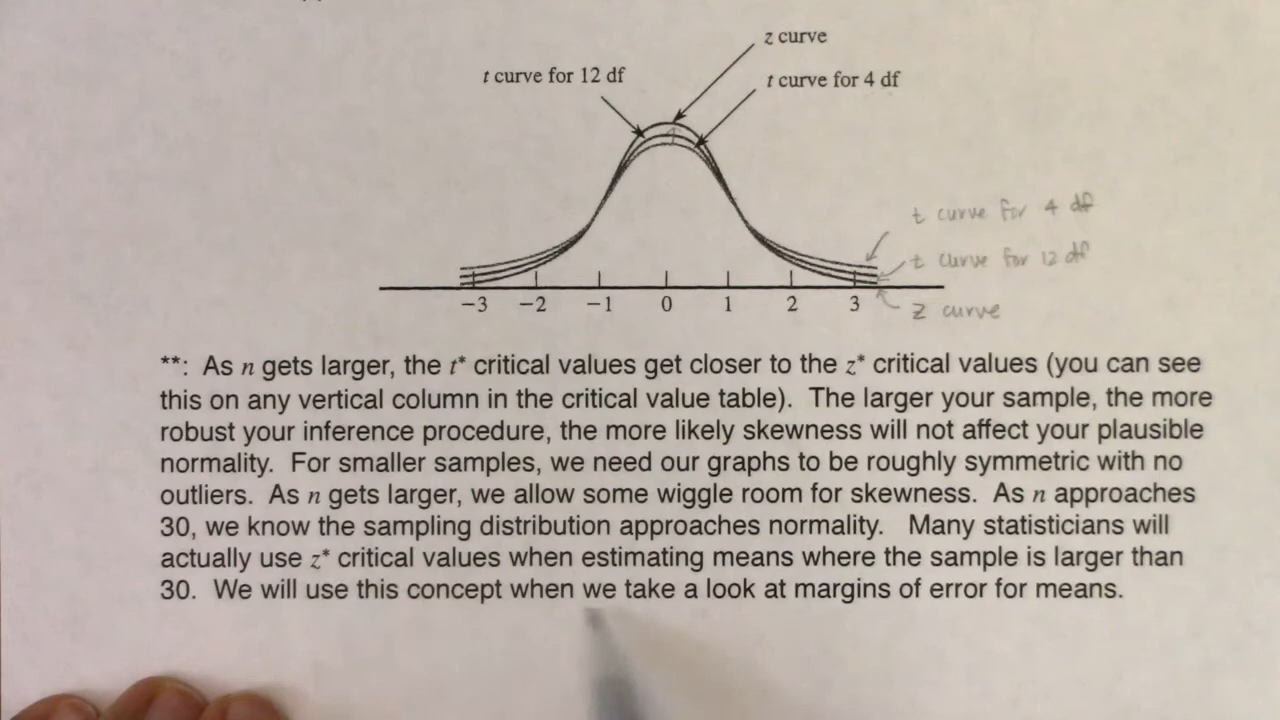 z curve
t curve for 12 df
t curve for 4 df
t curve for 4 df
t curve for 12 df
−3 −2 −1 0 1 2 3
z curve
**: As n gets larger, the t* critical values get closer to the z* critical values (you can see
this on any vertical column in the critical value table). The larger your sample, the more
robust your inference procedure, the more likely skewness will not affect your plausible
normality. For smaller samples, we need our graphs to be roughly symmetric with no
outliers. As n gets larger, we allow some wiggle room for skewness. As n approaches
30, we know the sampling distribution approaches normality. Many statisticians will
actually use z* critical values when estimating means where the sample is larger than
30. We will use this concept when we take a look at margins of error for means.